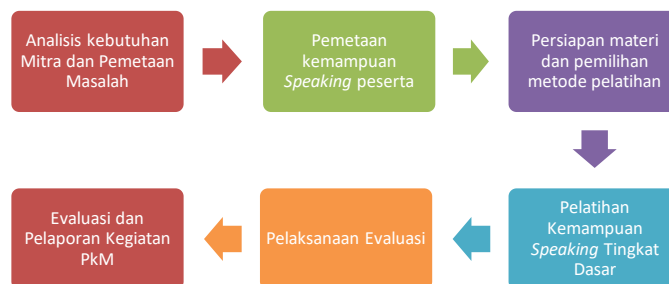 Analisis kebutuhan
Mitra dan Pemetaan
Masalah
Pemetaan
kemampuan
Speaking peserta
Persiapan materi
dan pemilihan
metode pelatihan
Pelatihan
Kemampuan
Speaking Tingkat
Dasar
Pelaksanaan Evaluasi
Evaluasi dan
Pelaporan Kegiatan
PkM